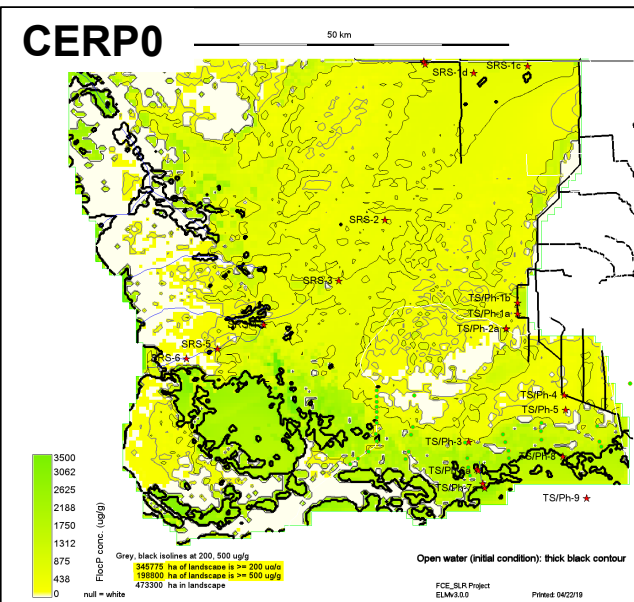 CERP0
50 km
SRS-1d
SRS-1c
SRS-2
SRS-3
TS/Ph-1b
TS/Ph-1a
TS/Ph-2a
SRS-5
SRS-6
TS/Ph-4
TS/Ph-5
TS/Ph-3
TS/Ph-8
TS/Ph-7
TS/Ph-9
3500
3062
2625
2188
1750
1312
875
438
0
FlocP conc. (ug/g)
null = white
Grey, black isolines at 200, 500 ug/g
345775 ha of landscape is >= 200 ug/g
198800 ha of landscape is >= 500 ug/g
473300 ha in landscape
Open water (initial condition): thick black contour
FCE_SLR Project
ELMv3.0.0
Printed: 04/22/19